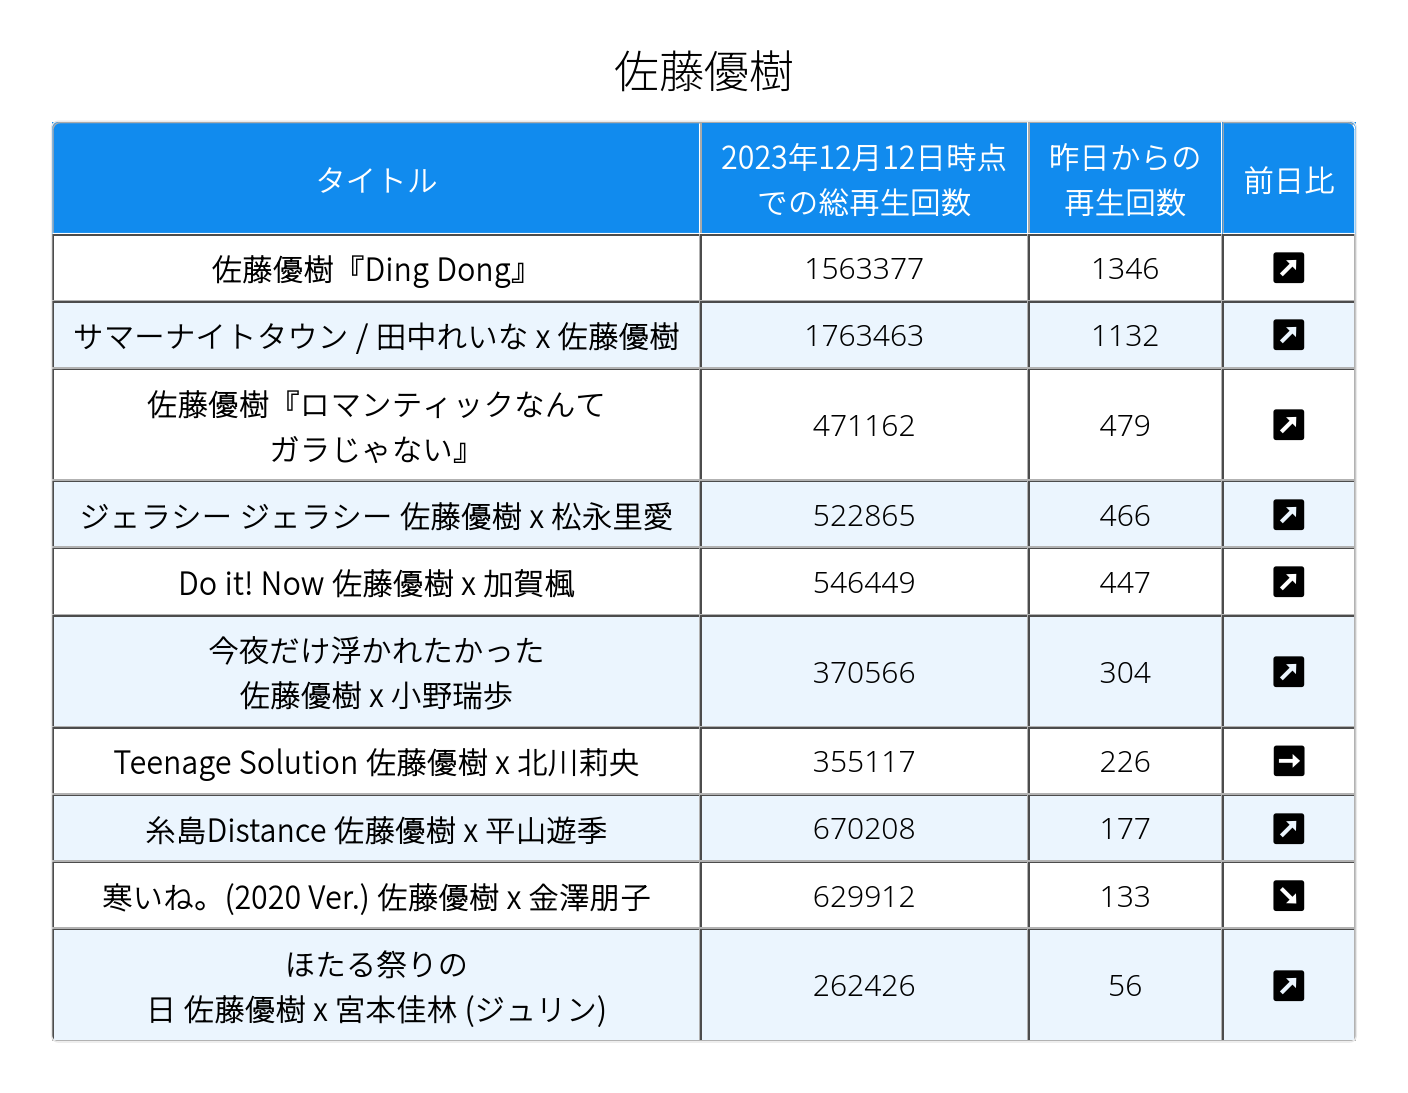 佐藤優樹
タイトル
2023年12月12日時点
での総再生回数
昨日からの
再生回数
前日比
佐藤優樹『Ding Dong』
1563377
1346
サマーナイトタウン / 田中れいな x 佐藤優樹
1763463
1132
佐藤優樹『ロマンティックなんて
ガラじゃない』
471162
479
ジェラシー ジェラシー 佐藤優樹 x 松永里愛
522865
466
Do it! Now 佐藤優樹 x 加賀楓
546449
447
今夜だけ浮かれたかった
佐藤優樹 x 小野瑞歩
370566
304
Teenage Solution 佐藤優樹 x 北川莉央
355117
226
糸島Distance 佐藤優樹 x 平山遊季
670208
177
寒いね。(2020 Ver.) 佐藤優樹 x 金澤朋子
629912
133
ほたる祭りの
日 佐藤優樹 x 宮本佳林 (ジュリン)
262426
56